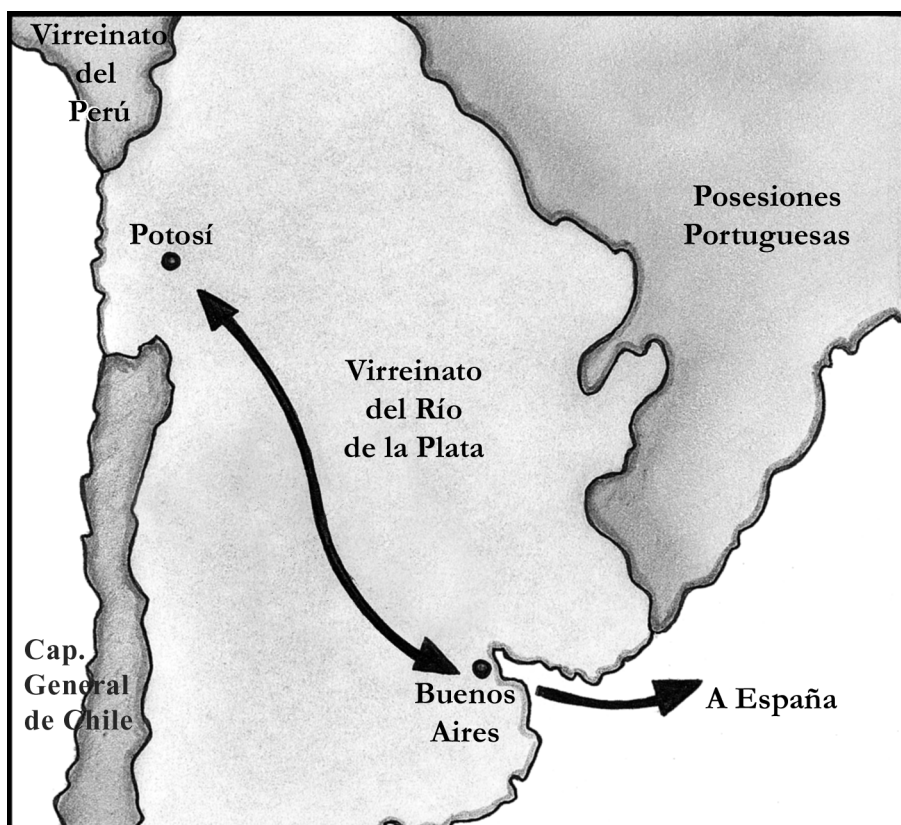 Virreinato
del
Perú
Potosí
Posesiones
Portuguesas
Virreinato
del Río
de la Plata
Cap.
General
de Chile
Buenos
Aires
A España